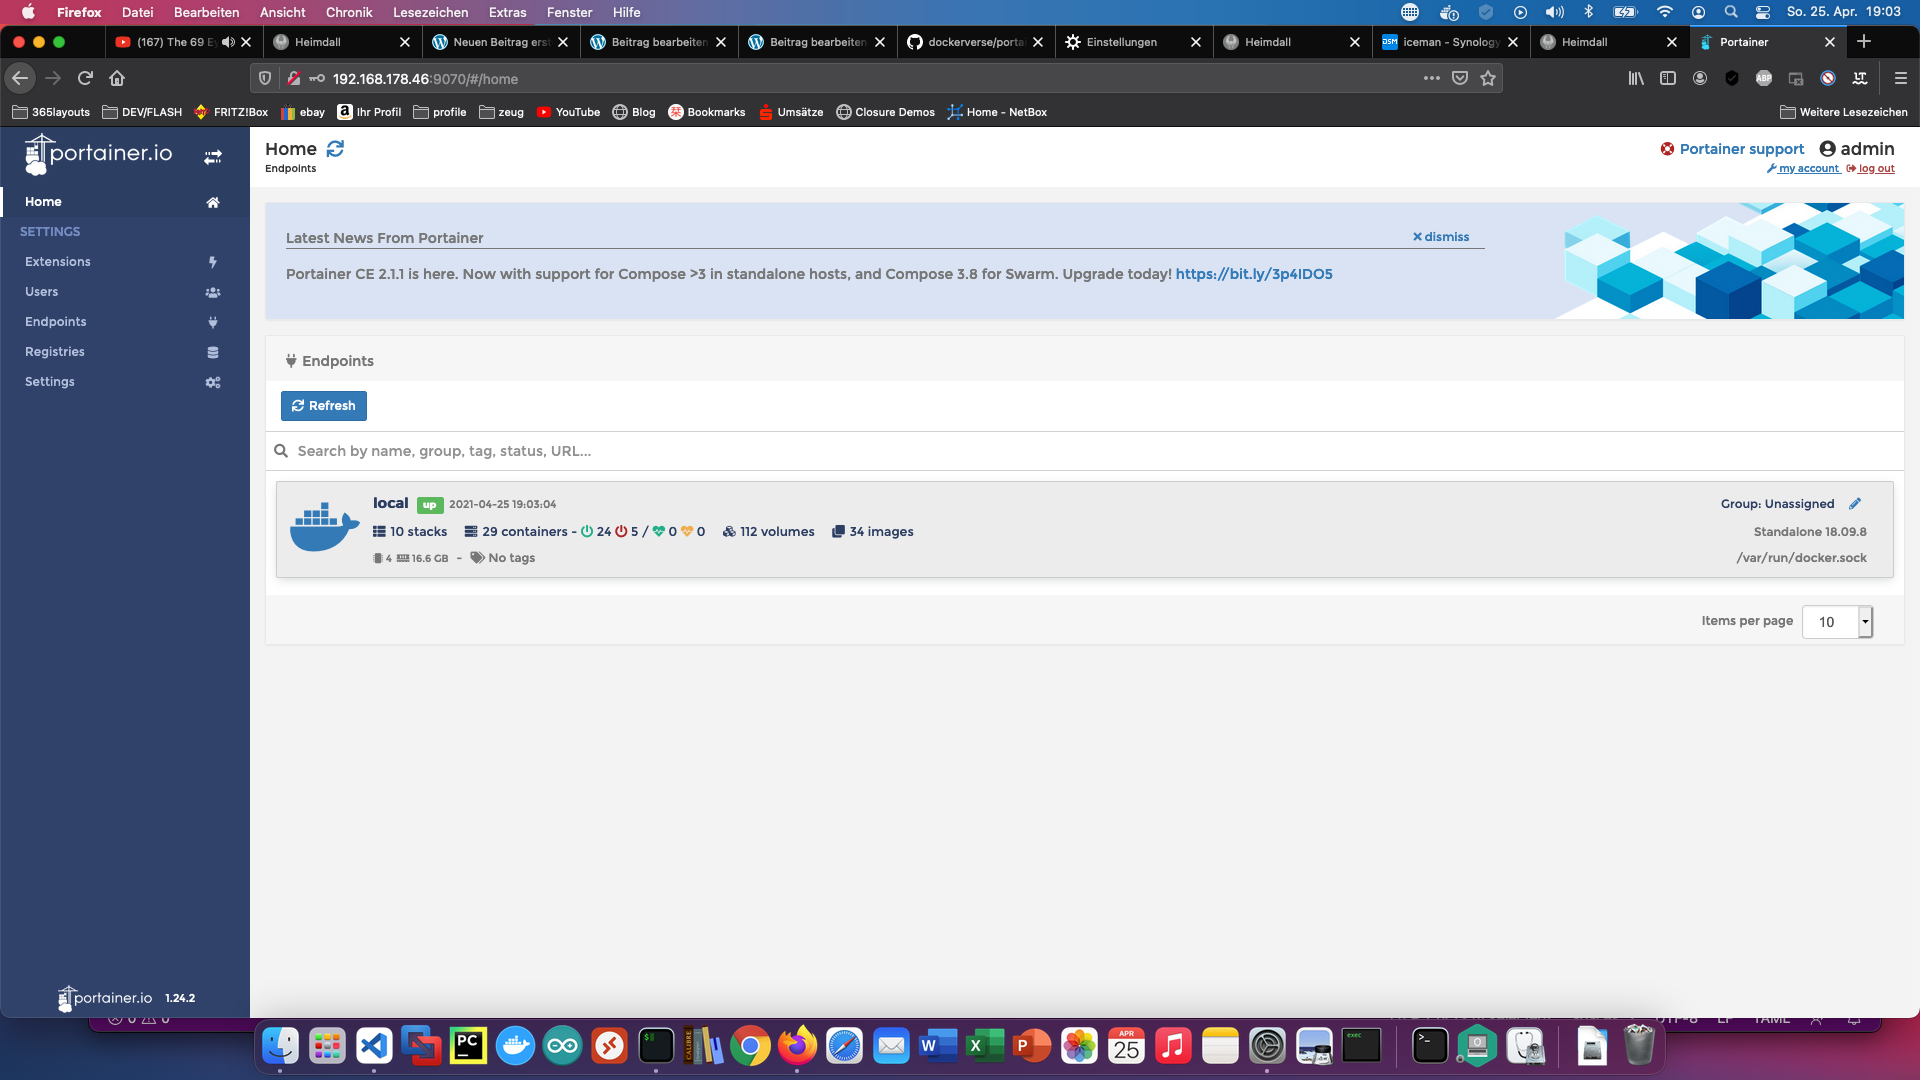 Firefox Datei Bearbeiten Ansicht Chronik Lesezeichen Extras Fenster Hilfe So. 25. Apr. 19:03
(167) The 69 Ey Heimdall Neuen Beitrag erst Beitrag bearbeiten Beitrag bearbeiten dockerverse/porta Einstellungen Heimdall iceman - Synology Heimdall Portainer
192.168.178.46:9070/#/home
365layouts DEV/FLASH FRITZ!Box ebay Ihr Profil profile zeug YouTube Blog Bookmarks Umsätze Closure Demos Home - NetBox Weitere Lesezeichen
portainer.io
Home
SETTINGS
Extensions
Users
Endpoints
Registries
Settings
portainer.io 1.24.2
Home
Endpoints
Portainer support admin
my account log out
Latest News From Portainer dismiss
Portainer CE 2.1.1 is here. Now with support for Compose >3 in standalone hosts, and Compose 3.8 for Swarm. Upgrade today! https://bit.ly/3p4IDO5
Endpoints
Refresh
Search by name, group, tag, status, URL...
local up 2021-04-25 19:03:04 Group: Unassigned
10 stacks 29 containers - 24 5 / 0 0 112 volumes 34 images Standalone 18.09.8
4 16.6 GB - No tags /var/run/docker.sock
Items per page 10
APR
25